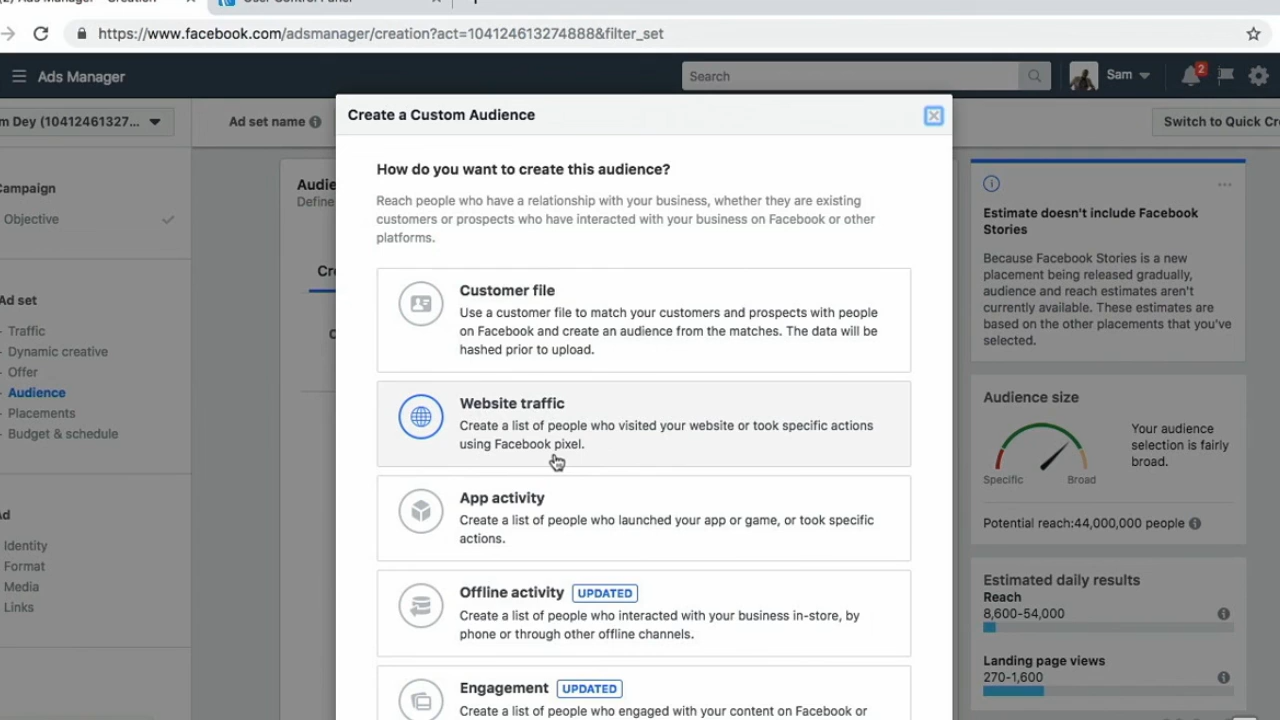 https://www.facebook.com/adsmanager/creation?act=104124613274888&filter_set
Ads Manager
Search
Sam
2
m Dey (10412461327...
Ad set name
Switch to Quick Cr
Campaign
Objective
Ad set
Traffic
Dynamic creative
Offer
Audience
Placements
Budget & schedule
Ad
Identity
Format
Media
Links
Audie
Define
Cr
Create a Custom Audience
How do you want to create this audience?
Reach people who have a relationship with your business, whether they are existing
customers or prospects who have interacted with your business on Facebook or other
platforms.
Customer file
Use a customer file to match your customers and prospects with people
on Facebook and create an audience from the matches. The data will be
hashed prior to upload.
Website traffic
Create a list of people who visited your website or took specific actions
using Facebook pixel.
App activity
Create a list of people who launched your app or game, or took specific
actions.
Offline activity UPDATED
Create a list of people who interacted with your business in-store, by
phone or through other offline channels.
Engagement UPDATED
Create a list of people who engaged with your content on Facebook or
Estimate doesn't include Facebook
Stories
Because Facebook Stories is a new
placement being released gradually,
audience and reach estimates aren't
currently available. These estimates are
based on the other placements that you've
selected.
Audience size
Your audience
selection is fairly
broad.
Specific
Broad
Potential reach:44,000,000 people
Estimated daily results
Reach
8,600-54,000
Landing page views
270-1,600